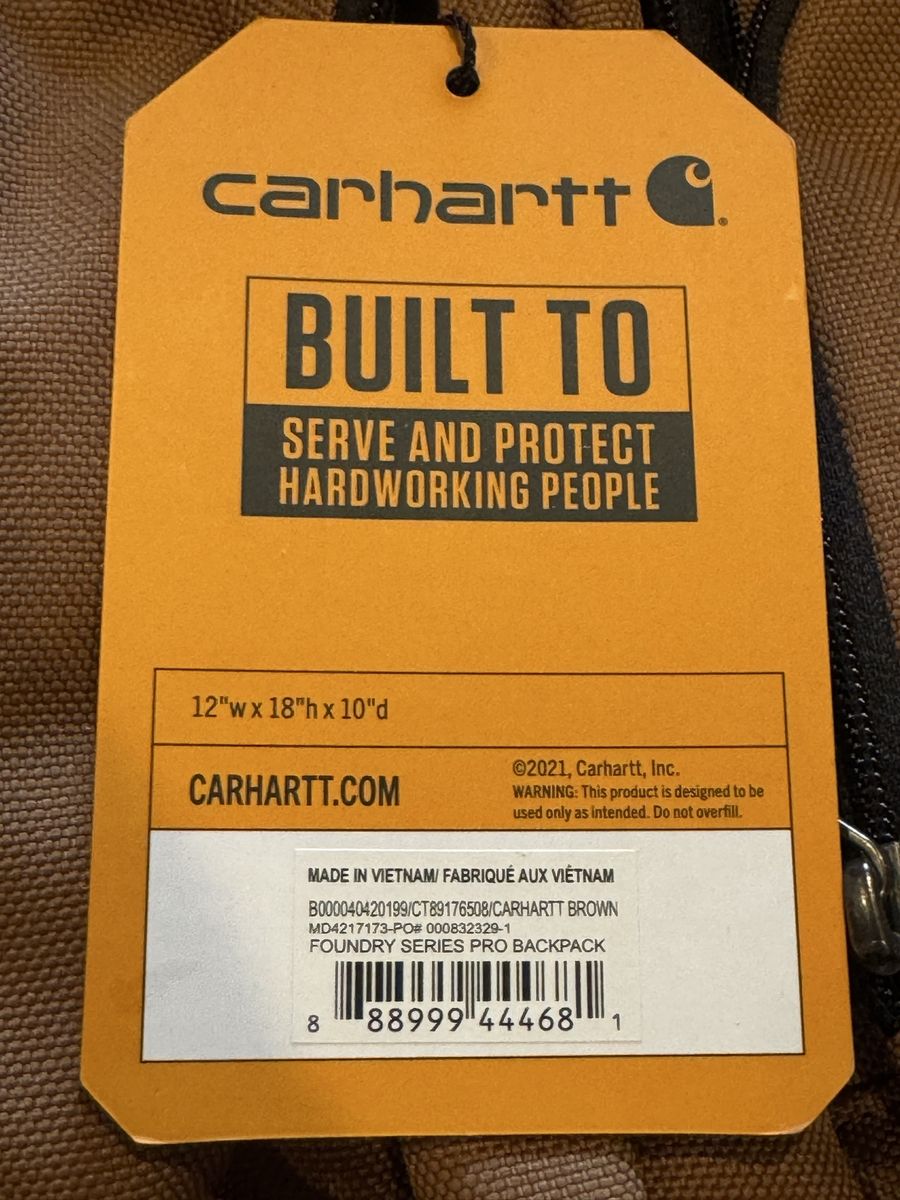 carhartt
BUILT TO
SERVE AND PROTECT
HARDWORKING PEOPLE
12"w x 18"h x 10"d
CARHARTT.COM
©2021, Carhartt, Inc.
WARNING: This product is designed to be
used only as intended. Do not overfill.
MADE IN VIETNAM/ FABRIQUÉ AUX VIÊTNAM
B000040420199/CT89176508/CARHARTT BROWN
MD4217173-PO# 000832329-1
FOUNDRY SERIES PRO BACKPACK
8 88999 44468 1